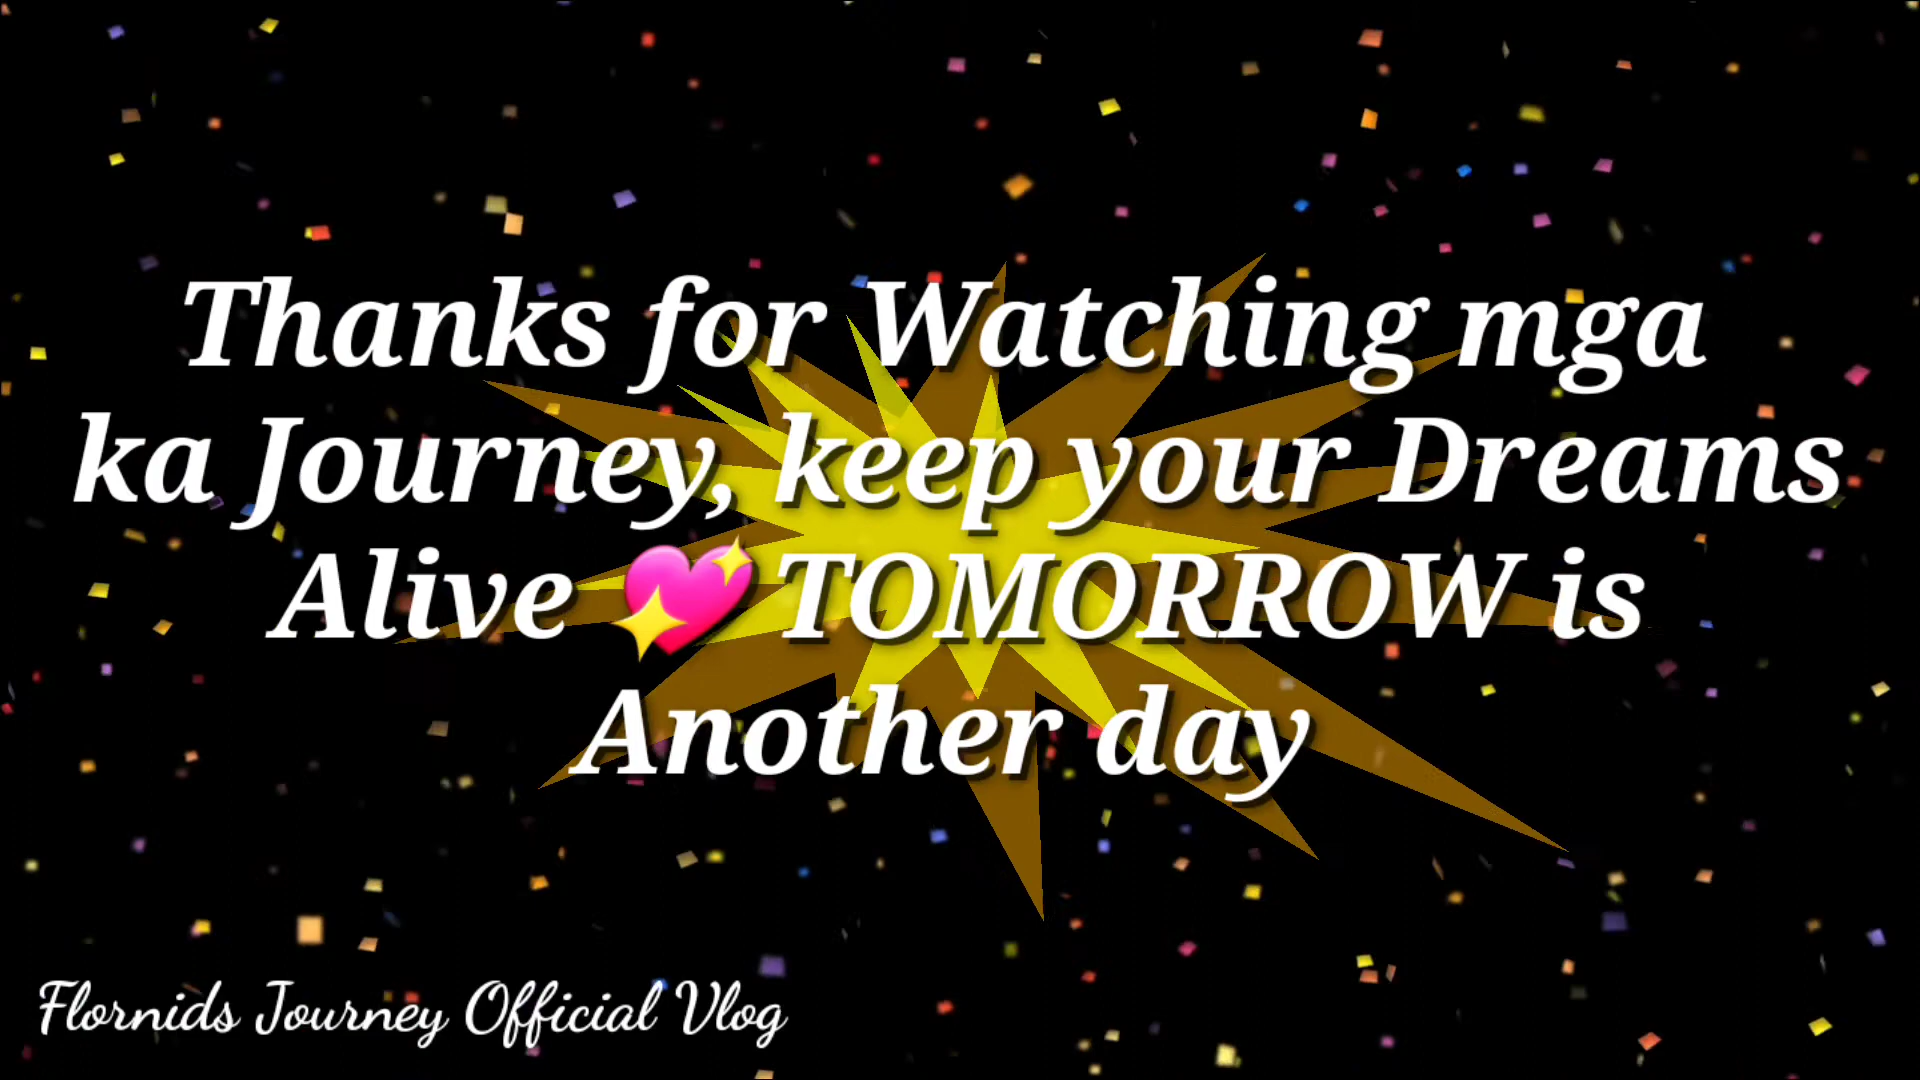 Thanks for Watching mga
ka Journey, keep your Dreams
Alive 💖 TOMORROW is
Another day
Flornids Journey Official Vlog